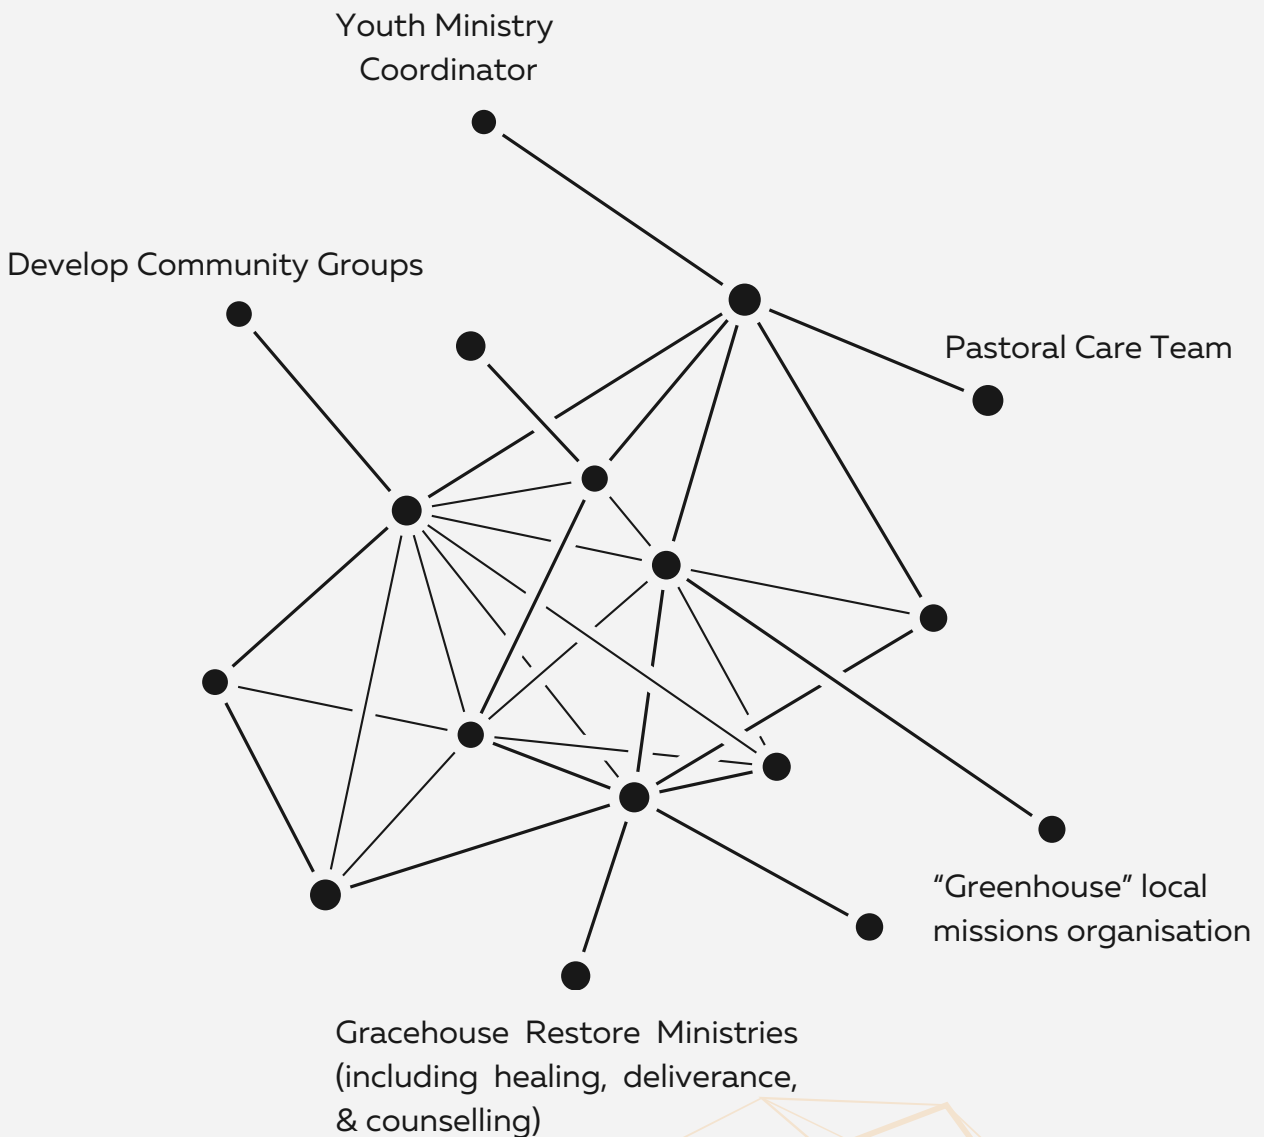 Youth Ministry
Coordinator
Develop Community Groups
Pastoral Care Team
“Greenhouse” local
missions organisation
Gracehouse Restore Ministries
(including healing, deliverance,
& counselling)